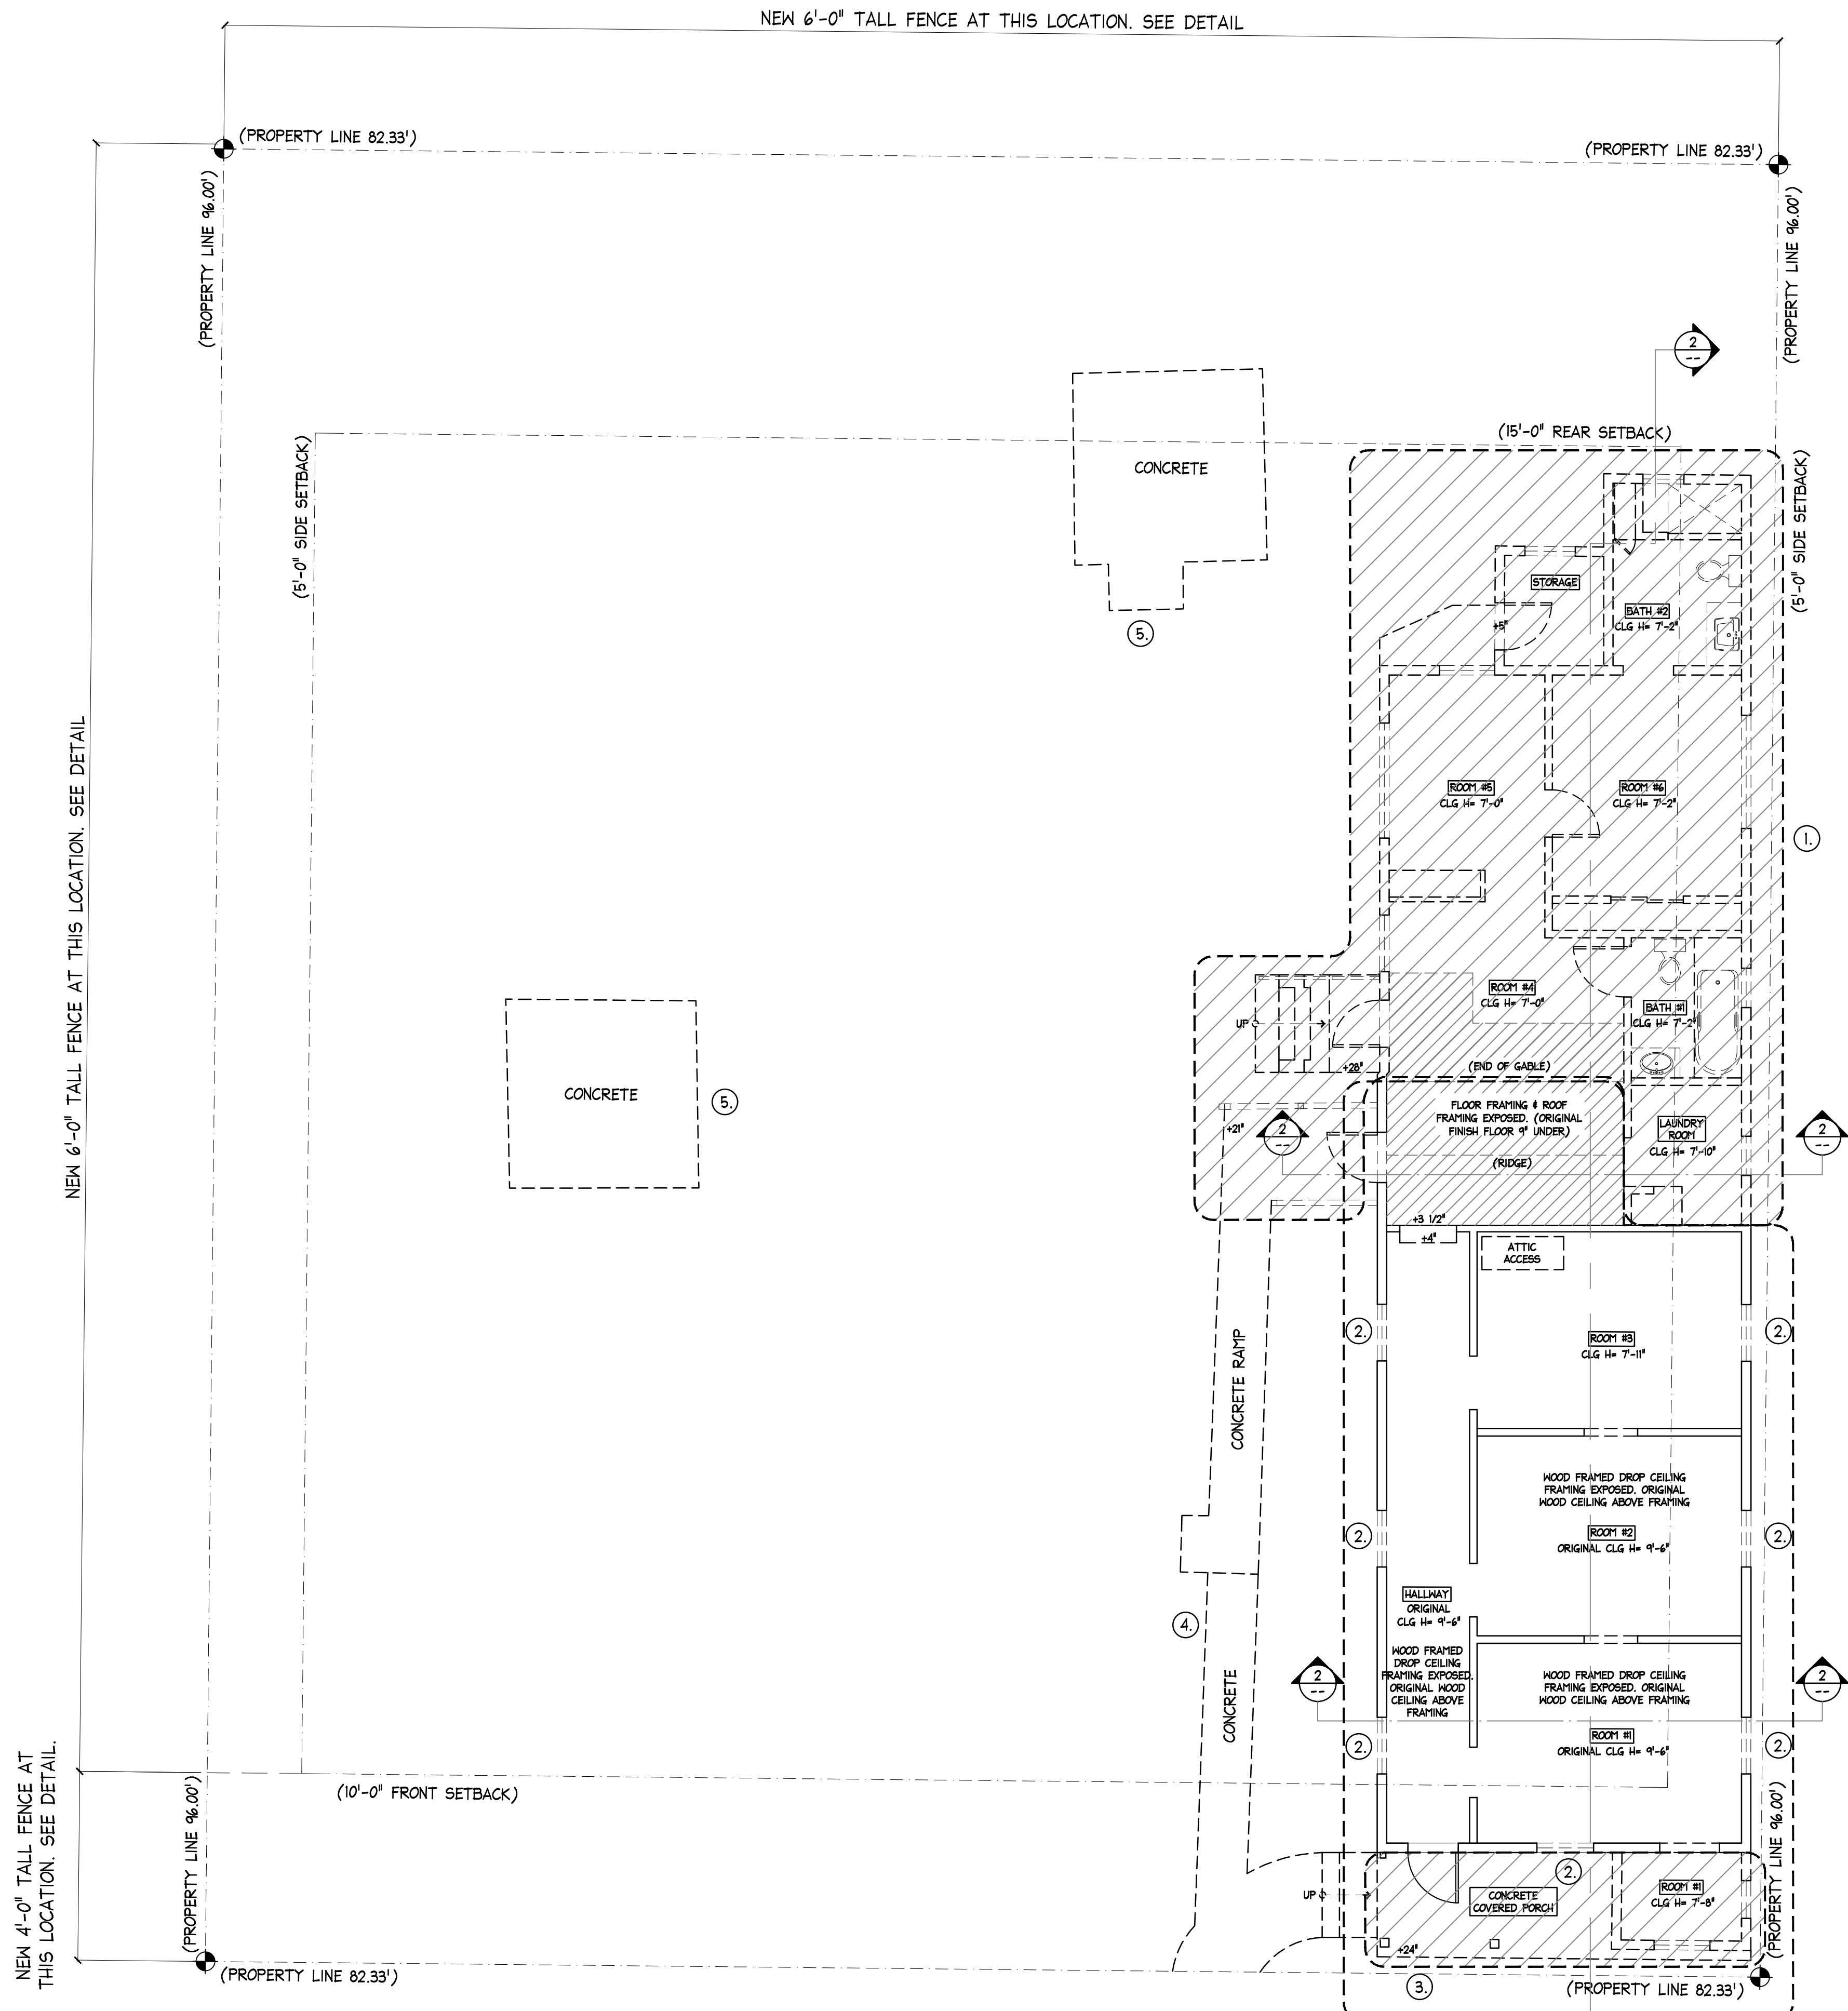 NEW 6'-0" TALL FENCE AT THIS LOCATION. SEE DETAIL
(PROPERTY LINE 82.33')
(PROPERTY LINE 82.33')
(PROPERTY LINE 96.00')
(PROPERTY LINE 96.00')
2
--
(15'-0" REAR SETBACK)
(5'-0" SIDE SETBACK)
(5'-0" SIDE SETBACK)
CONCRETE
5.
STORAGE
+5"
BATH #2
CLG H= 7'-2"
NEW 6'-0" TALL FENCE AT THIS LOCATION. SEE DETAIL
ROOM #5
CLG H= 7'-0"
ROOM #6
CLG H= 7'-2"
1.
ROOM #4
CLG H= 7'-0"
BATH #1
CLG H= 7'-2"
UP
+28"
CONCRETE
5.
(END OF GABLE)
FLOOR FRAMING & ROOF
FRAMING EXPOSED. (ORIGINAL
FINISH FLOOR 9" UNDER)
(RIDGE)
+21"
2
--
LAUNDRY
ROOM
CLG H= 7'-10"
2
--
+3 1/2"
+4"
ATTIC
ACCESS
2.
ROOM #3
CLG H= 7'-11"
2.
CONCRETE RAMP
WOOD FRAMED DROP CEILING
FRAMING EXPOSED. ORIGINAL
WOOD CEILING ABOVE FRAMING
2.
ROOM #2
ORIGINAL CLG H= 9'-6"
2.
HALLWAY
ORIGINAL
CLG H= 9'-6"
4.
WOOD FRAMED
DROP CEILING
FRAMING EXPOSED.
ORIGINAL WOOD
CEILING ABOVE
FRAMING
WOOD FRAMED DROP CEILING
FRAMING EXPOSED. ORIGINAL
WOOD CEILING ABOVE FRAMING
2
--
2
--
CONCRETE
2.
ROOM #1
ORIGINAL CLG H= 9'-6"
2.
(10'-0" FRONT SETBACK)
NEW 4'-0" TALL FENCE AT
THIS LOCATION. SEE DETAIL.
(PROPERTY LINE 96.00')
(PROPERTY LINE 96.00')
2.
UP
CONCRETE
COVERED PORCH
ROOM #1
CLG H= 7'-8"
+24"
(PROPERTY LINE 82.33')
3.
(PROPERTY LINE 82.33')